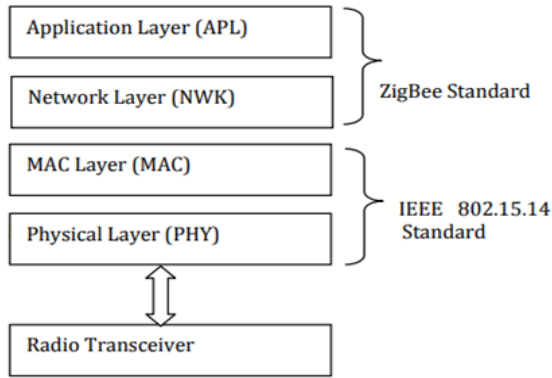 Application Layer (APL)
Network Layer (NWK)
ZigBee Standard
MAC Layer (MAC)
Physical Layer (PHY)
IEEE 802.15.14
Standard
Radio Transceiver